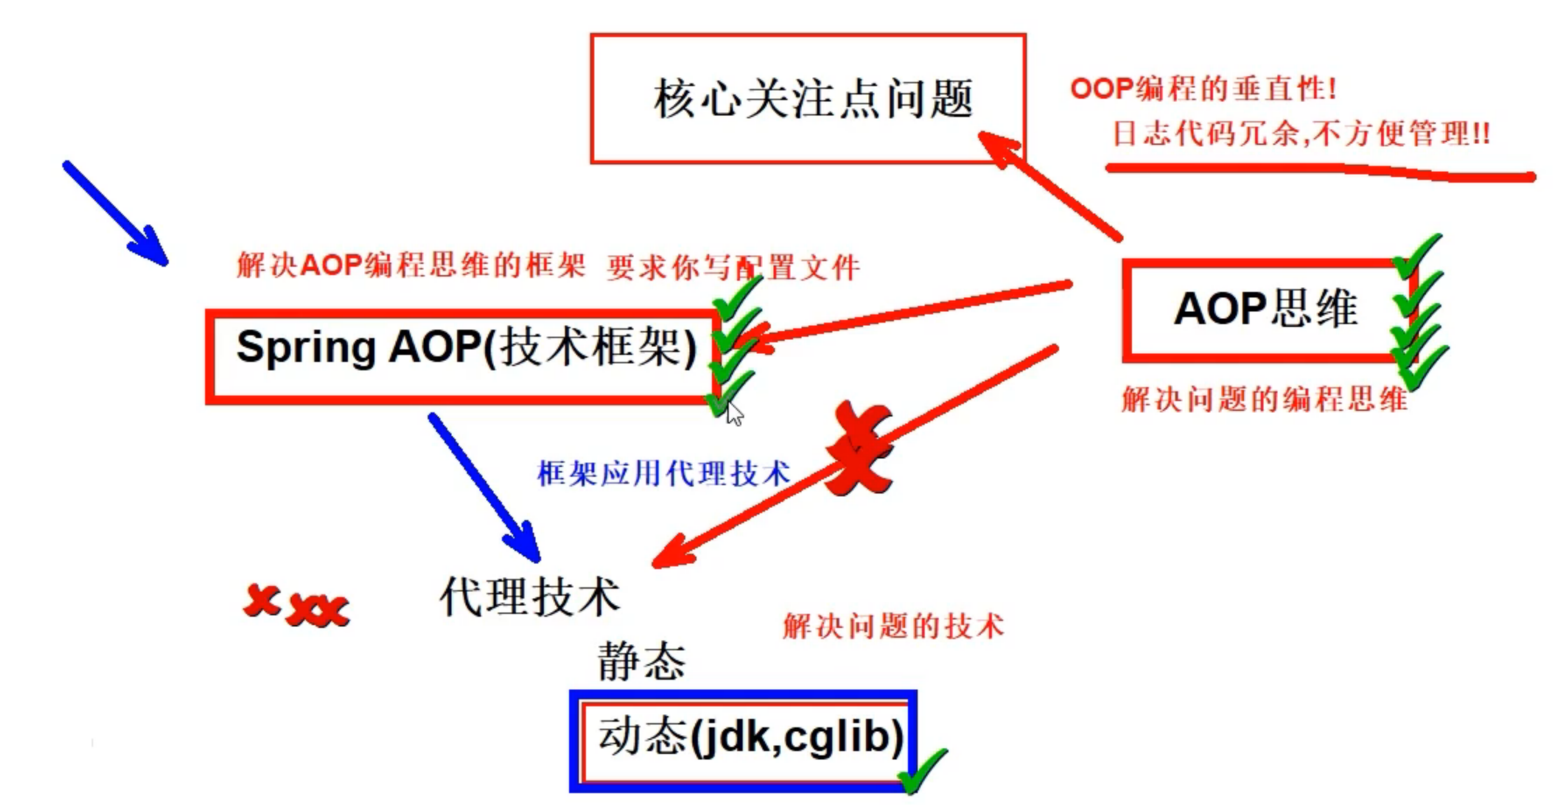 核心关注点问题
OOP编程的垂直性!
日志代码冗余,不方便管理!!
解决AOP编程思维的框架 要求你写配置文件
Spring AOP(技术框架)
AOP思维
解决问题的编程思维
框架应用代理技术
代理技术
解决问题的技术
静态
动态(jdk,cglib)